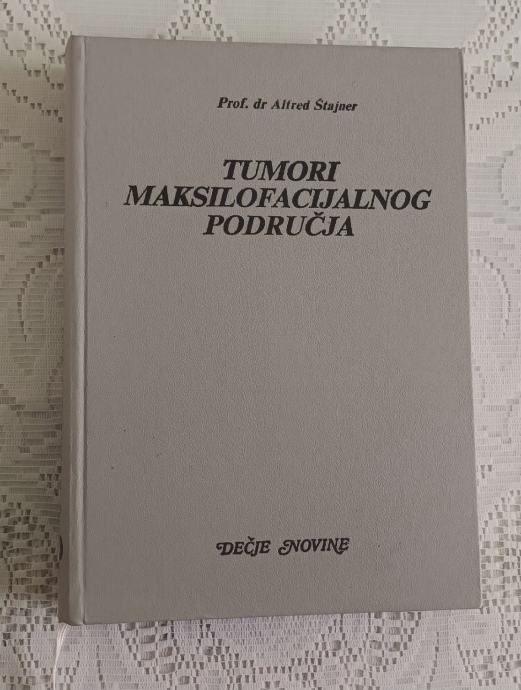 Prof. dr Alfred Štajner
TUMORI
MAKSILOFACIJALNOG
PODRUČJA
DEČJE NOVINE